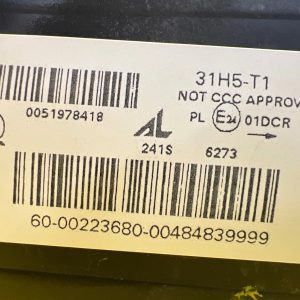 31H5-T1
NOT CCC APPROV
0051978418
AL
PL E24 01DCR
241S 6273
60-00223680-00484839999